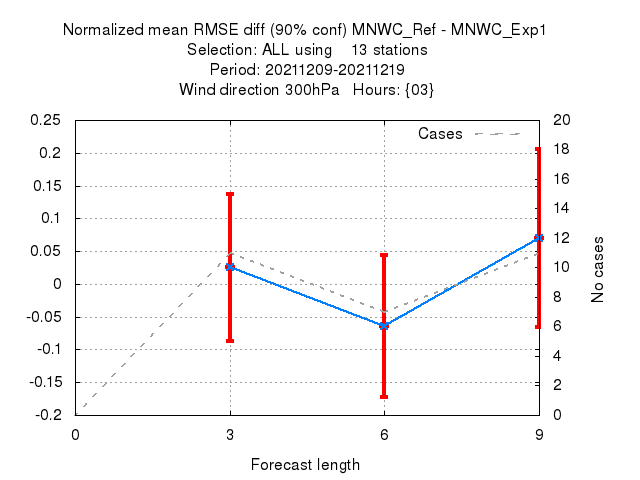 Normalized mean RMSE diff (90% conf) MNWC_Ref - MNWC_Exp1
Selection: ALL using    13 stations
Period: 20211209-20211219
Wind direction 300hPa   Hours: {03}
Cases
0.25
0.2
0.15
0.1
0.05
0
-0.05
-0.1
-0.15
-0.2
20
18
16
14
12
10
8
6
4
2
0
No cases
0 3 6 9
Forecast length